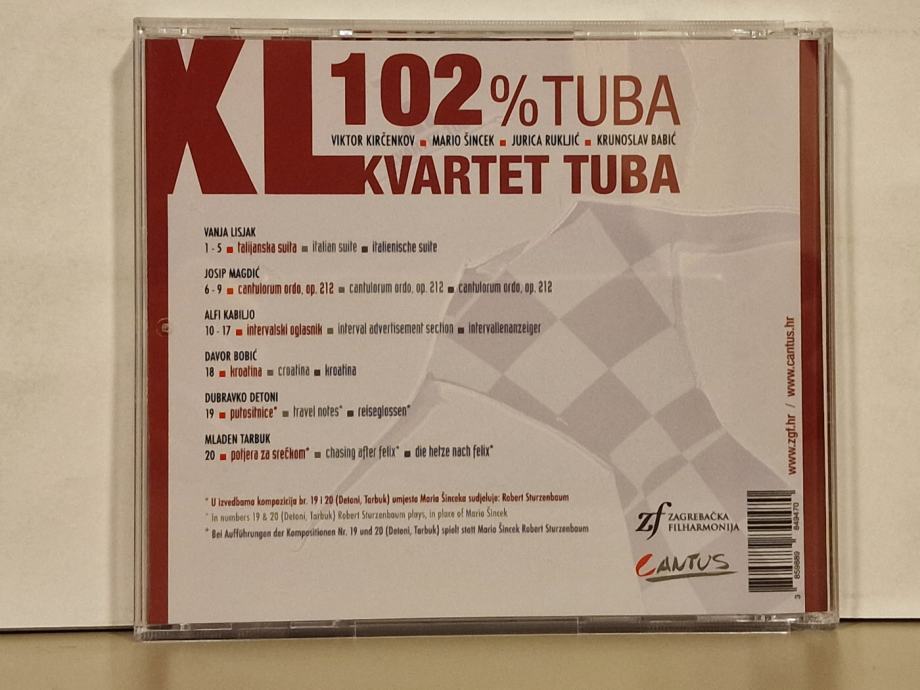 XL 102 % TUBA
VIKTOR KIRČENKOV ■ MARIO ŠINCEK ■ JURICA RUKLJIĆ ■ KRUNOSLAV BABIĆ
KVARTET TUBA
VANJA LISJAK
1 - 5 ■ talijanska suita ■ italian suite ■ italienische suite
JOSIP MAGDIĆ
6 - 9 ■ cantulorum ordo, op. 212 ■ cantulorum ordo, op. 212 ■ cantulorum ordo, op. 212
ALFI KABILJO
10 - 17 ■ intervalski oglasnik ■ interval advertisement section ■ intervallenanzeiger
DAVOR BOBIĆ
18 ■ kroatina ■ croatina ■ kroatina
DUBRAVKO DETONI
19 ■ putositnice* ■ travel notes* ■ reiseglossen*
MLADEN TARBUK
20 ■ potjera za srećkom* ■ chasing after felix* ■ die hetze nach felix*
* U izvedbama kompozicija br. 19 i 20 (Detoni, Tarbuk) umjesto Maria Šinceka sudjeluje: Robert Sturzenbaum
* In numbers 19 & 20 (Detoni, Tarbuk) Robert Sturzenbaum plays, in place of Mario Šincek
* Bei Aufführungen der Kompositionen Nr. 19 und 20 (Detoni, Tarbuk) spielt statt Mario Šincek Robert Sturzenbaum
zf ZAGREBAČKA
FILHARMONIJA
CANTUS
www.zgf.hr / www.cantus.hr
3 858889 848470